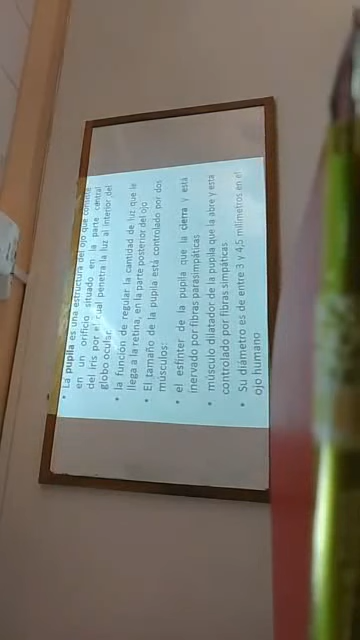 • La pupila es una estructura del ojo que consiste
en un orificio situado en la parte central
del iris por el cual penetra la luz al interior del
globo ocular.
• la función de regular la cantidad de luz que le
llega a la retina, en la parte posterior del ojo
• El tamaño de la pupila está controlado por dos
músculos:
• el esfínter de la pupila que la cierra y está
inervado por fibras parasimpáticas
• músculo dilatador de la pupila que la abre y esta
controlado por fibras simpáticas.
• Su diámetro es de entre 3 y 4,5 milímetros en el
ojo humano